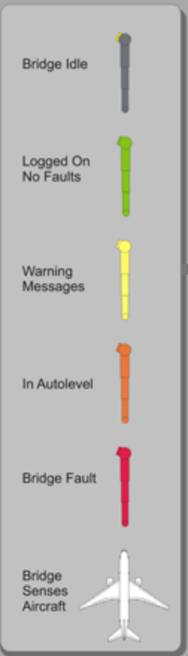 Bridge Idle
Logged On
No Faults
Warning
Messages
In Autolevel
Bridge Fault
Bridge
Senses
Aircraft